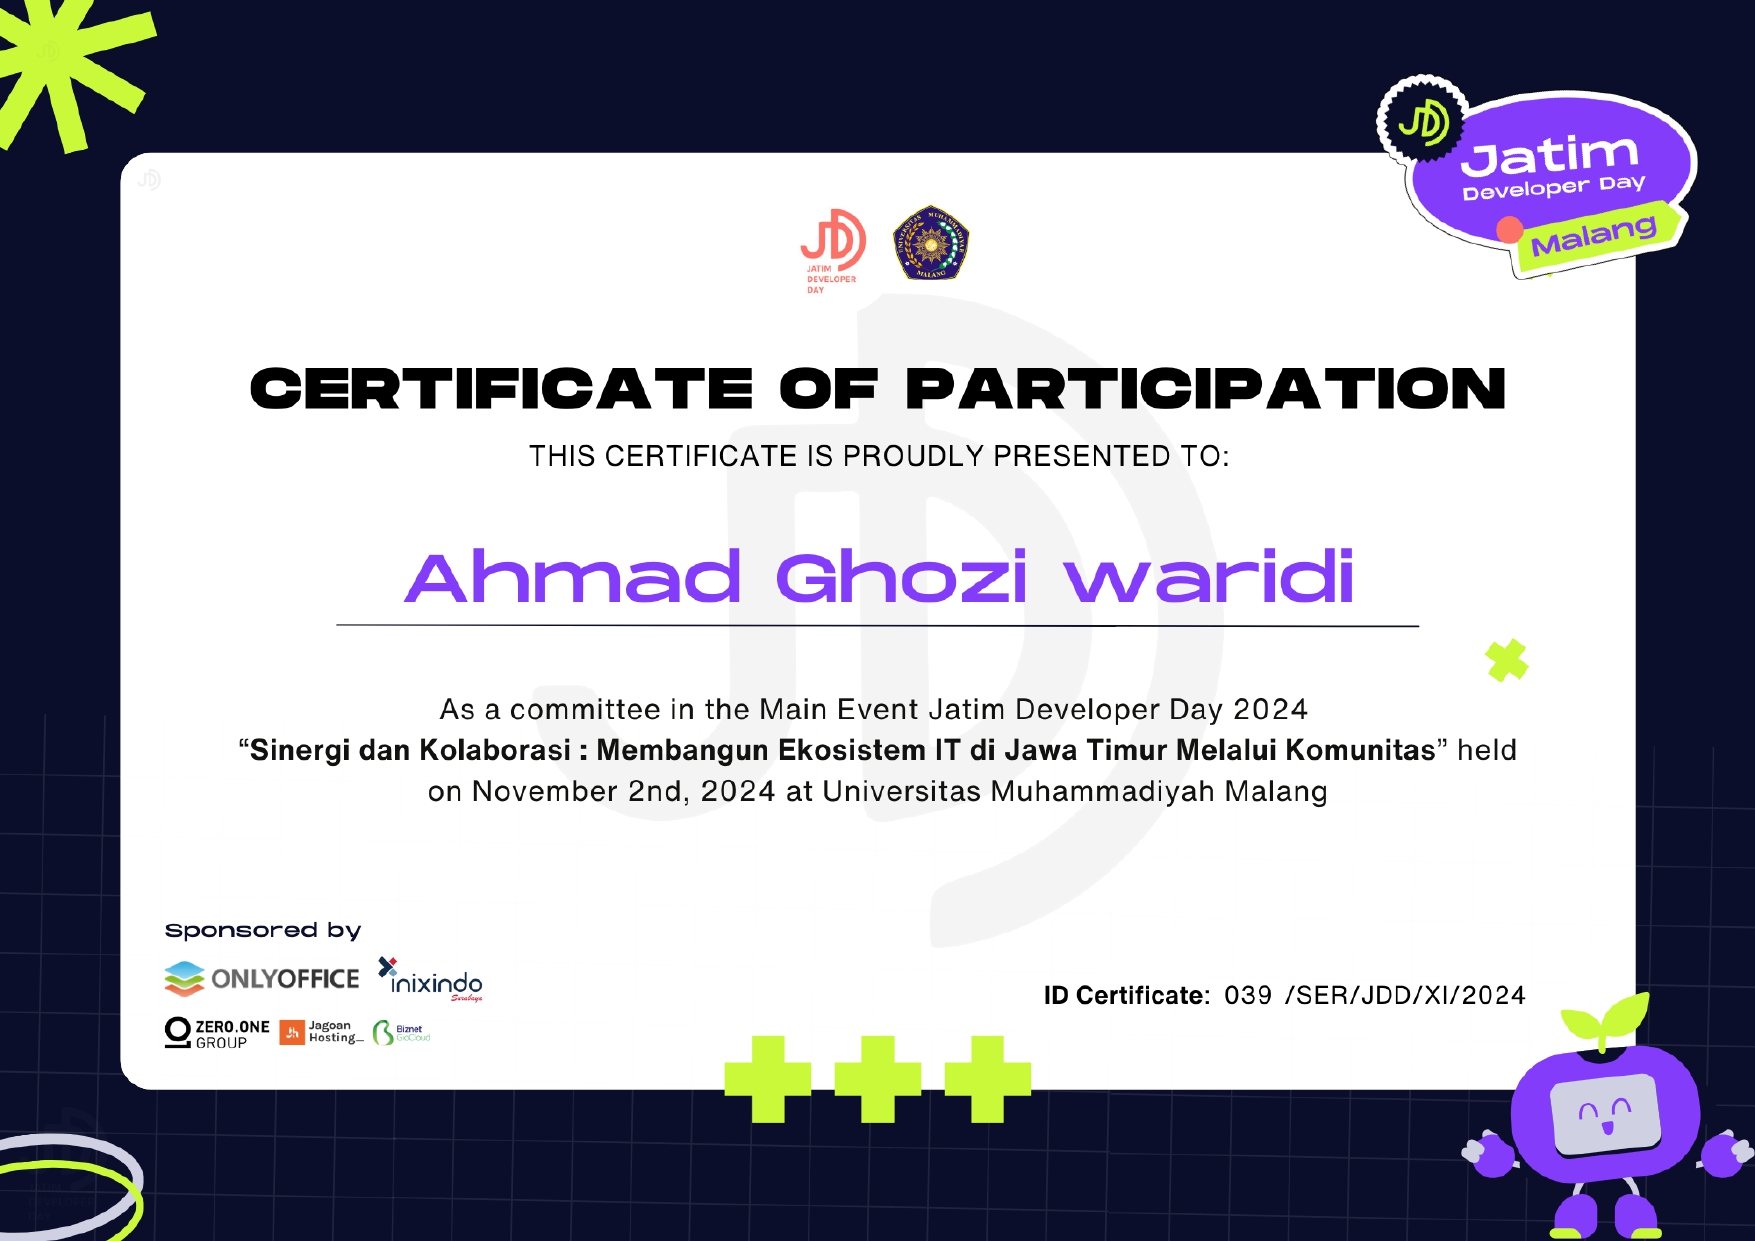 JD
Jatim
Developer Day
Malang
JD
JATIM
DEVELOPER
DAY
UNIVERSITAS MUHAMMADIYAH
MALANG
CERTIFICATE OF PARTICIPATION
THIS CERTIFICATE IS PROUDLY PRESENTED TO:
Ahmad Ghozi waridi
As a committee in the Main Event Jatim Developer Day 2024
“Sinergi dan Kolaborasi : Membangun Ekosistem IT di Jawa Timur Melalui Komunitas” held
on November 2nd, 2024 at Universitas Muhammadiyah Malang
Sponsored by
ONLYOFFICE
inixindo
Surabaya
ZERO.ONE
GROUP
Jh
Jagoan
Hosting_
Biznet
GioCloud
ID Certificate: 039 /SER/JDD/XI/2024